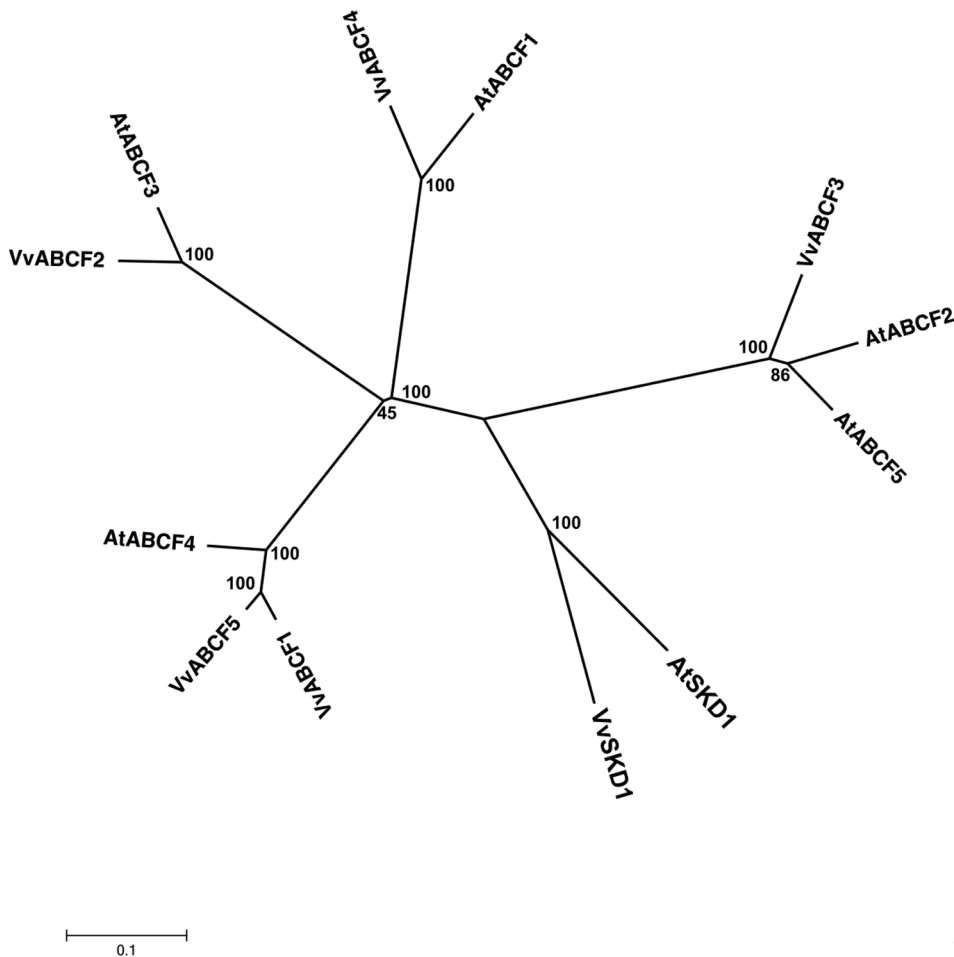 VvABCF4
AtABCF1
AtABCF3
100
VvABCF3
VvABCF2
100
AtABCF2
100
86
100
45
AtABCF5
100
AtABCF4
100
100
VvABCF5
VvABCF1
AtSKD1
VvSKD1
0.1